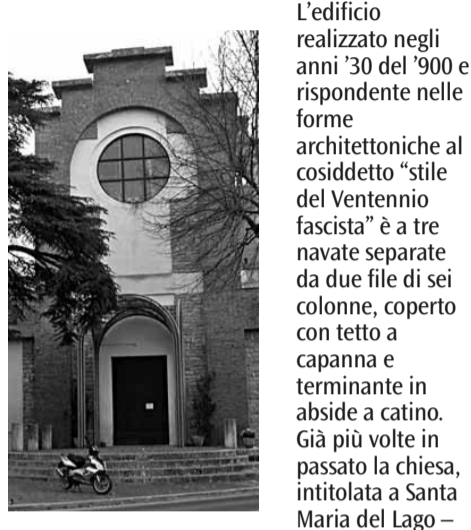 L’edificio
realizzato negli
anni ’30 del ’900 e
rispondente nelle
forme
architettoniche al
cosiddetto “stile
del Ventennio
fascista” è a tre
navate separate
da due file di sei
colonne, coperto
con tetto a
capanna e
terminante in
abside a catino.
Già più volte in
passato la chiesa,
intitolata a Santa
Maria del Lago –